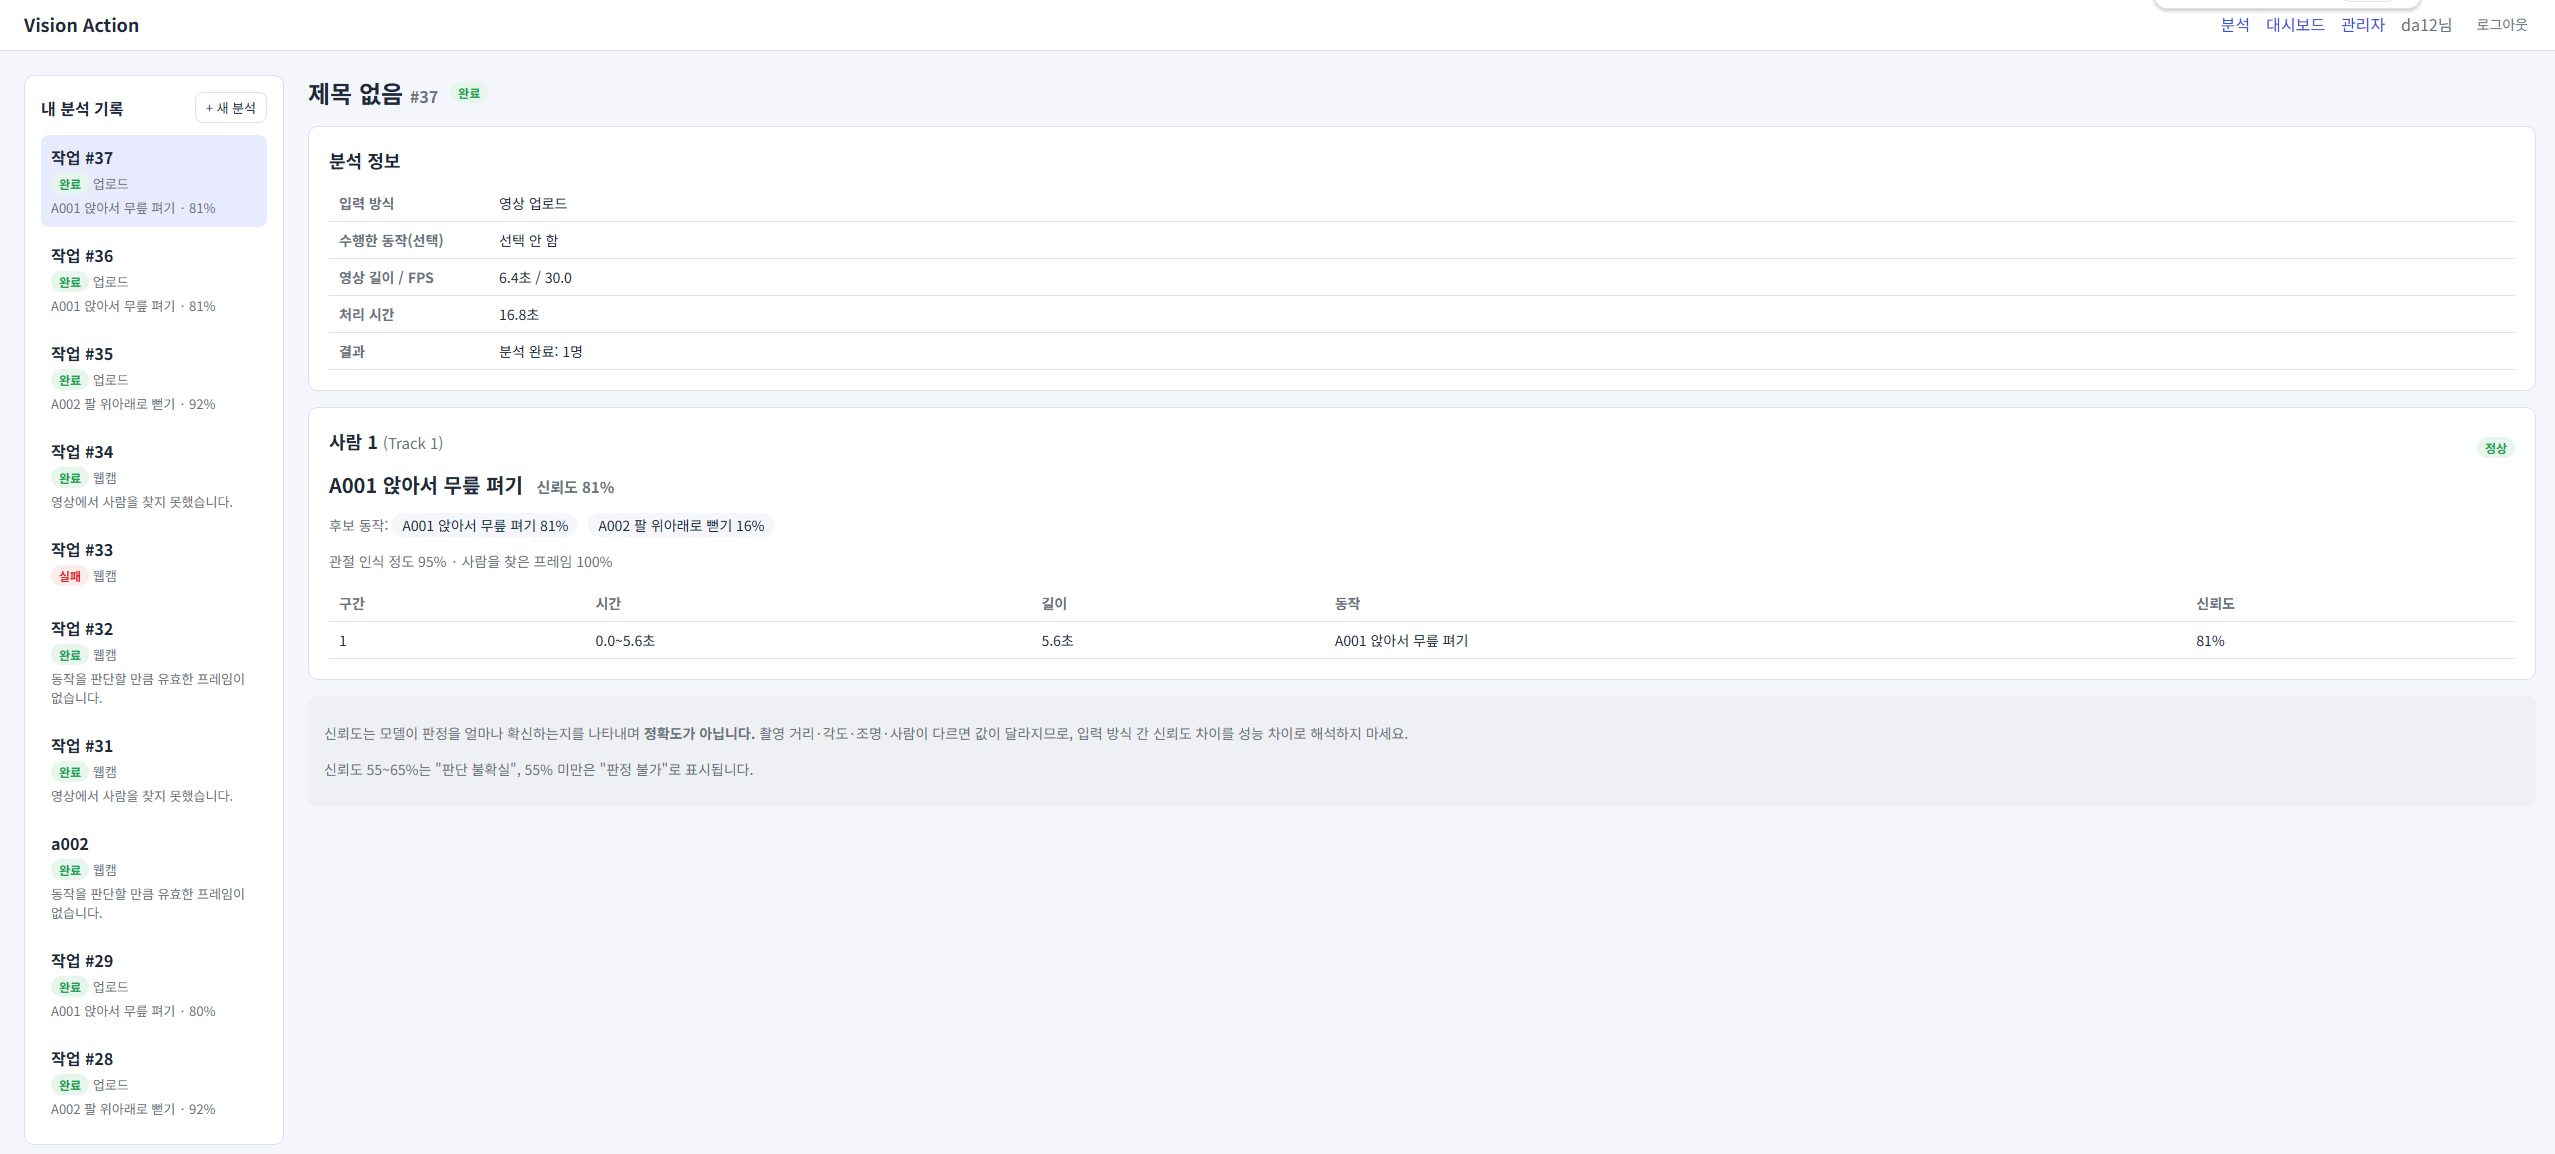 Vision Action
분석 대시보드 관리자 da12님 로그아웃
내 분석 기록
+ 새 분석
작업 #37
완료 업로드
A001 앉아서 무릎 펴기 · 81%
작업 #36
완료 업로드
A001 앉아서 무릎 펴기 · 81%
작업 #35
완료 업로드
A002 팔 위아래로 뻗기 · 92%
작업 #34
완료 웹캠
영상에서 사람을 찾지 못했습니다.
작업 #33
실패 웹캠
작업 #32
완료 웹캠
동작을 판단할 만큼 유효한 프레임이
없습니다.
작업 #31
완료 웹캠
영상에서 사람을 찾지 못했습니다.
a002
완료 웹캠
동작을 판단할 만큼 유효한 프레임이
없습니다.
작업 #29
완료 업로드
A001 앉아서 무릎 펴기 · 80%
작업 #28
완료 업로드
A002 팔 위아래로 뻗기 · 92%
제목 없음 #37 완료
분석 정보
입력 방식 영상 업로드
수행한 동작(선택) 선택 안 함
영상 길이 / FPS 6.4초 / 30.0
처리 시간 16.8초
결과 분석 완료: 1명
사람 1 (Track 1) 정상
A001 앉아서 무릎 펴기 신뢰도 81%
후보 동작: A001 앉아서 무릎 펴기 81% A002 팔 위아래로 뻗기 16%
관절 인식 정도 95% · 사람을 찾은 프레임 100%
구간 시간 길이 동작 신뢰도
1 0.0~5.6초 5.6초 A001 앉아서 무릎 펴기 81%
신뢰도는 모델이 판정을 얼마나 확신하는지를 나타내며 정확도가 아닙니다. 촬영 거리·각도·조명·사람이 다르면 값이 달라지므로, 입력 방식 간 신뢰도 차이를 성능 차이로 해석하지 마세요.
신뢰도 55~65%는 "판단 불확실", 55% 미만은 "판정 불가"로 표시됩니다.